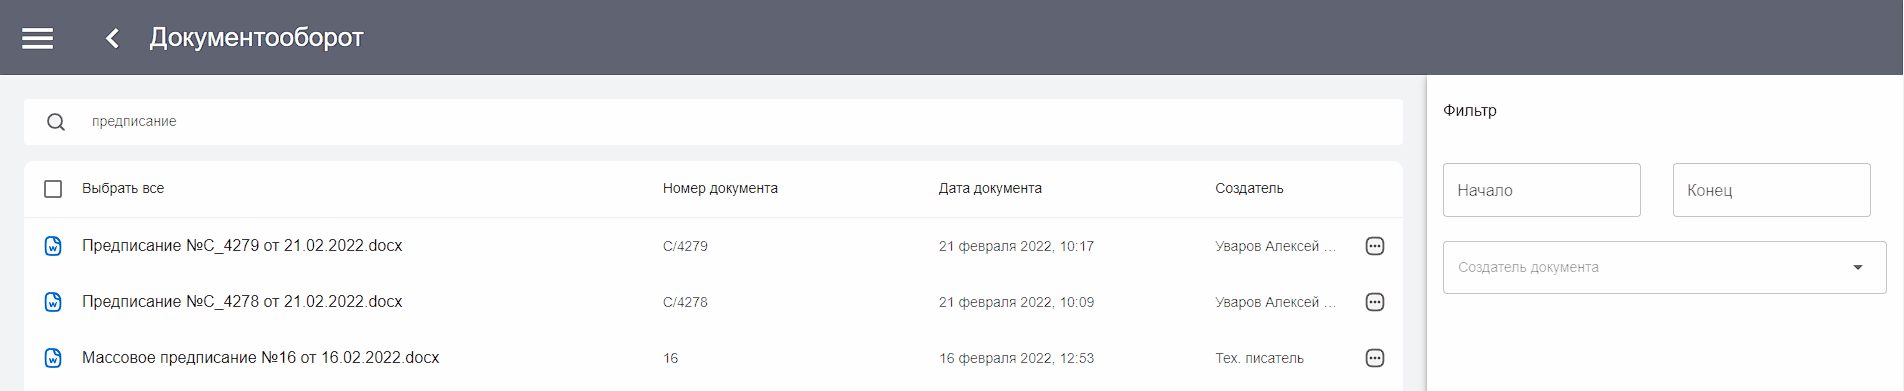 Документооборот
предписание
Выбрать все Номер документа Дата документа Создатель
Предписание №С_4279 от 21.02.2022.docx С/4279 21 февраля 2022, 10:17 Уваров Алексей ...
Предписание №С_4278 от 21.02.2022.docx С/4278 21 февраля 2022, 10:09 Уваров Алексей ...
Массовое предписание №16 от 16.02.2022.docx 16 16 февраля 2022, 12:53 Тех. писатель
Фильтр
Начало Конец
Создатель документа